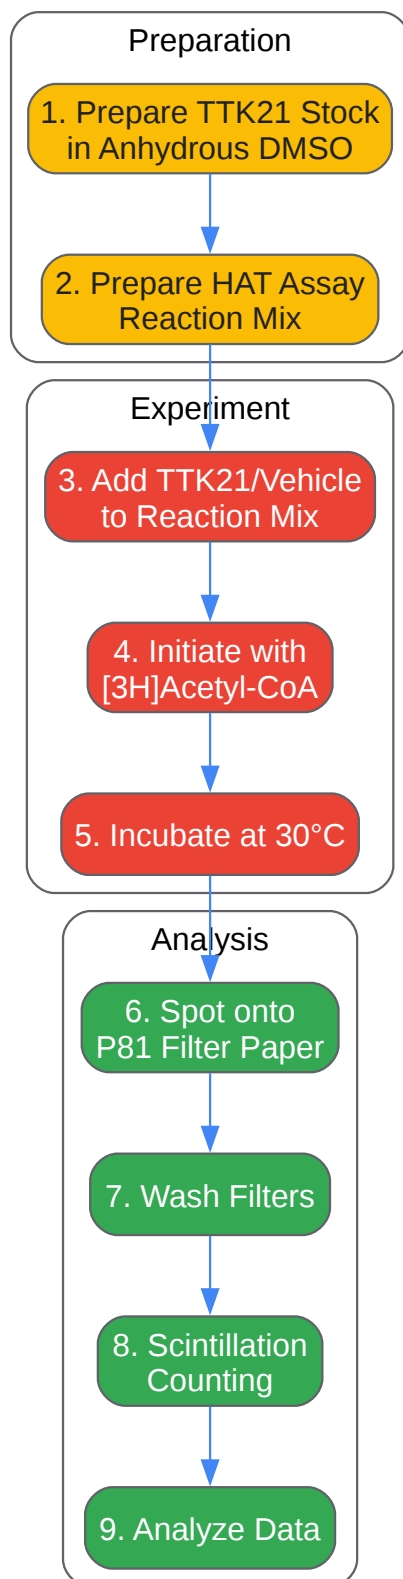 Preparation
1. Prepare TTK21 Stock
in Anhydrous DMSO
2. Prepare HAT Assay
Reaction Mix
Experiment
3. Add TTK21/Vehicle
to Reaction Mix
4. Initiate with
[3H]Acetyl-CoA
5. Incubate at 30°C
Analysis
6. Spot onto
P81 Filter Paper
7. Wash Filters
8. Scintillation
Counting
9. Analyze Data